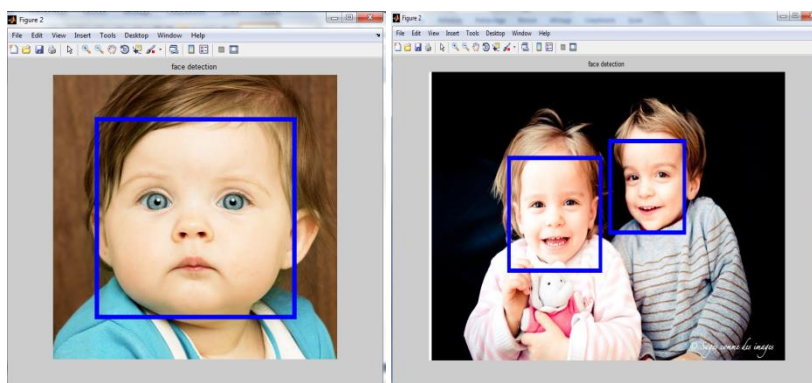 Figure 2
File Edit View Insert Tools Desktop Window Help
face detection
Figure 2
File Edit View Insert Tools Desktop Window Help
face detection
© Sages comme des images